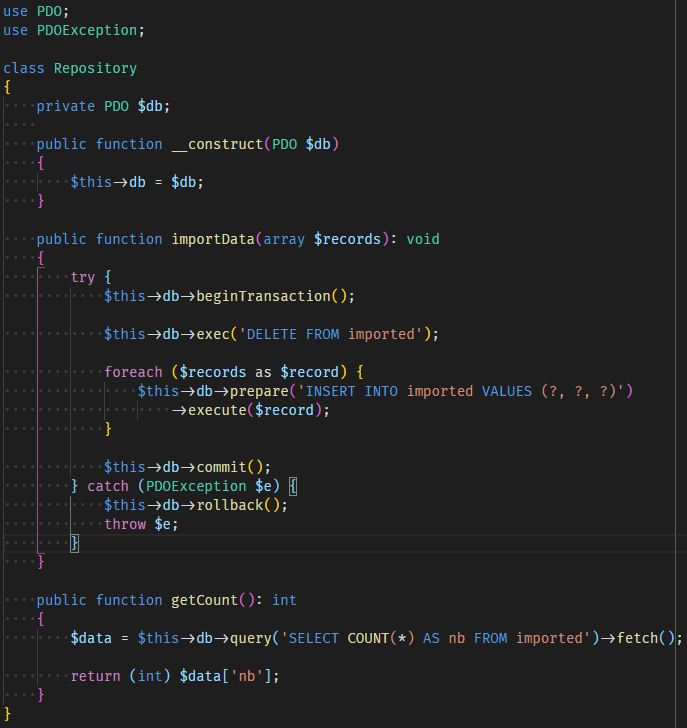 use PDO;
use PDOException;

class Repository
{
    private PDO $db;

    public function __construct(PDO $db)
    {
        $this->db = $db;
    }

    public function importData(array $records): void
    {
        try {
            $this->db->beginTransaction();

            $this->db->exec('DELETE FROM imported');

            foreach ($records as $record) {
                $this->db->prepare('INSERT INTO imported VALUES (?, ?, ?)')
                    ->execute($record);
            }

            $this->db->commit();
        } catch (PDOException $e) {
            $this->db->rollback();
            throw $e;
        }
    }

    public function getCount(): int
    {
        $data = $this->db->query('SELECT COUNT(*) AS nb FROM imported')->fetch();

        return (int) $data['nb'];
    }
}